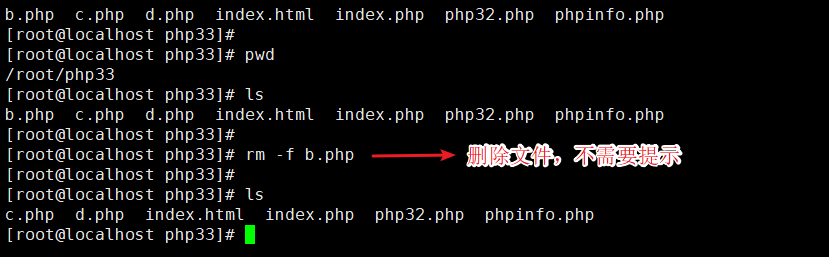 b.php  c.php  d.php  index.html  index.php  php32.php  phpinfo.php
[root@localhost php33]#
[root@localhost php33]# pwd
/root/php33
[root@localhost php33]# ls
b.php  c.php  d.php  index.html  index.php  php32.php  phpinfo.php
[root@localhost php33]#
[root@localhost php33]# rm -f b.php 删除文件，不需要提示
[root@localhost php33]#
[root@localhost php33]# ls
c.php  d.php  index.html  index.php  php32.php  phpinfo.php
[root@localhost php33]#